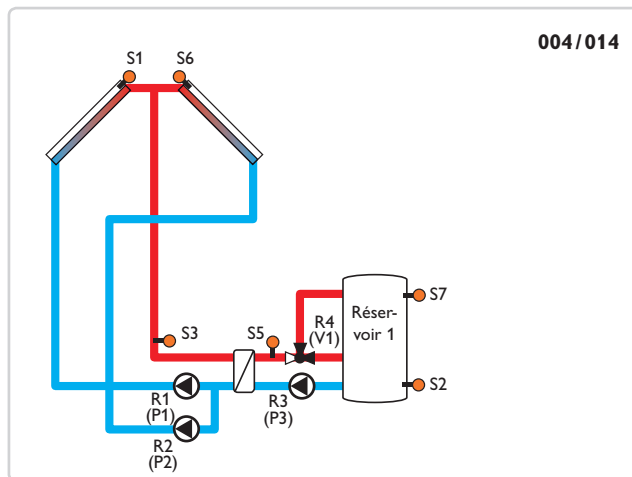 004/014
S1
S6
S7
Réser-
voir 1
R4
(V1)
S3
S5
S2
R1
(P1)
R3
(P3)
R2
(P2)